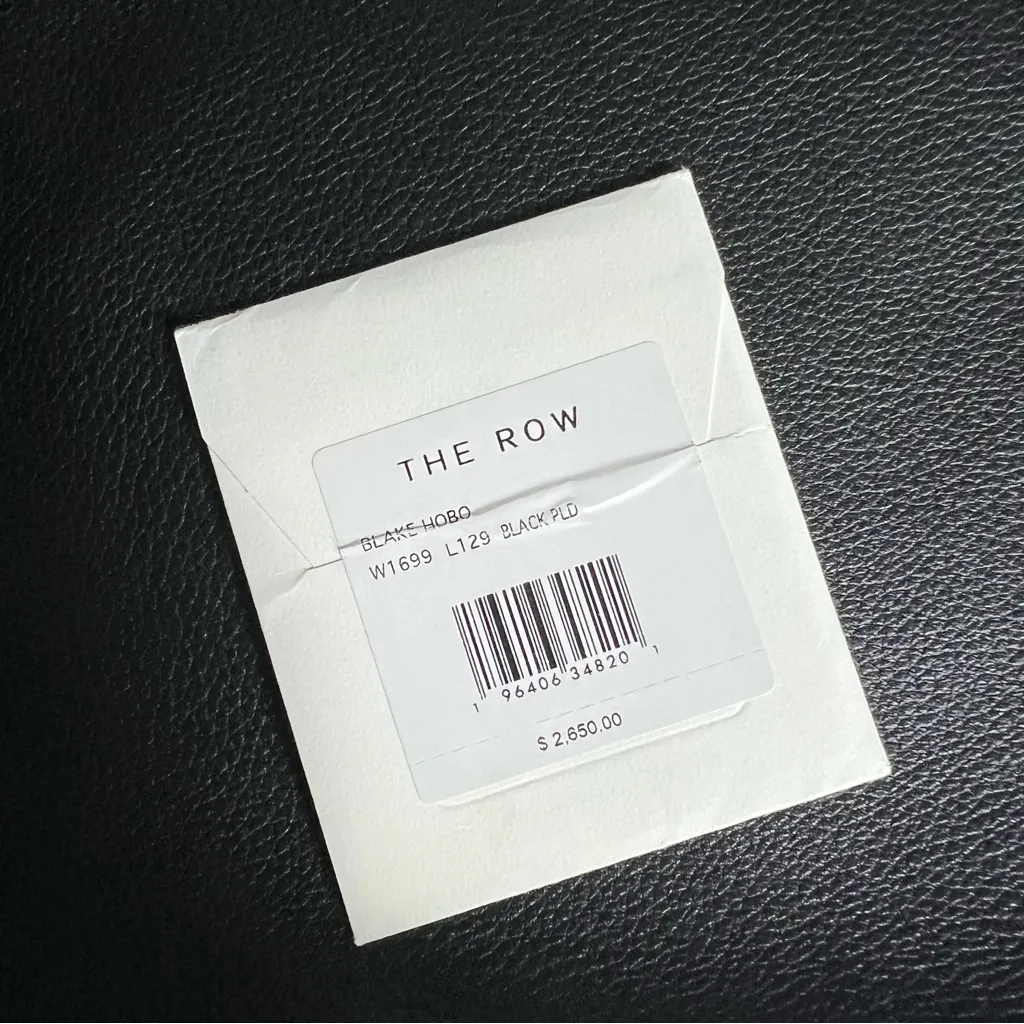 THE ROW
BLAKE HOBO
W1699 L129 BLACK PLD
1 96406 34820 1
$ 2,650.00